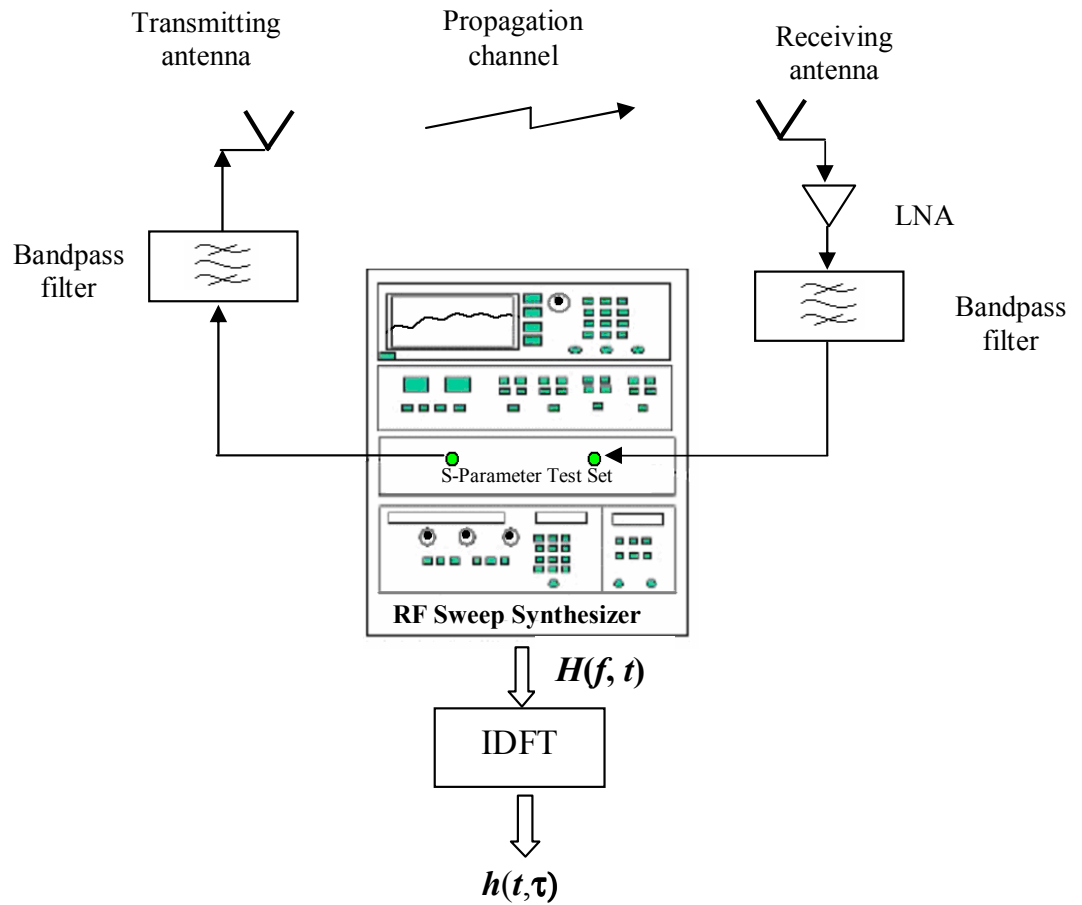 Transmitting
antenna
Propagation
channel
Receiving
antenna
LNA
Bandpass
filter
Bandpass
filter
S-Parameter Test Set
RF Sweep Synthesizer
H(f, t)
IDFT
h(t,τ)